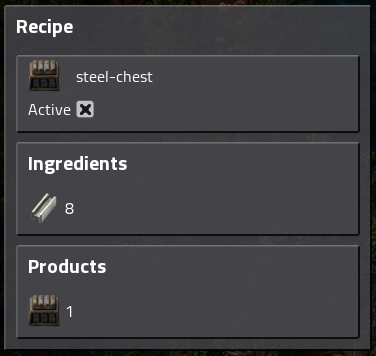 Recipe
steel-chest
Active
Ingredients
8
Products
1